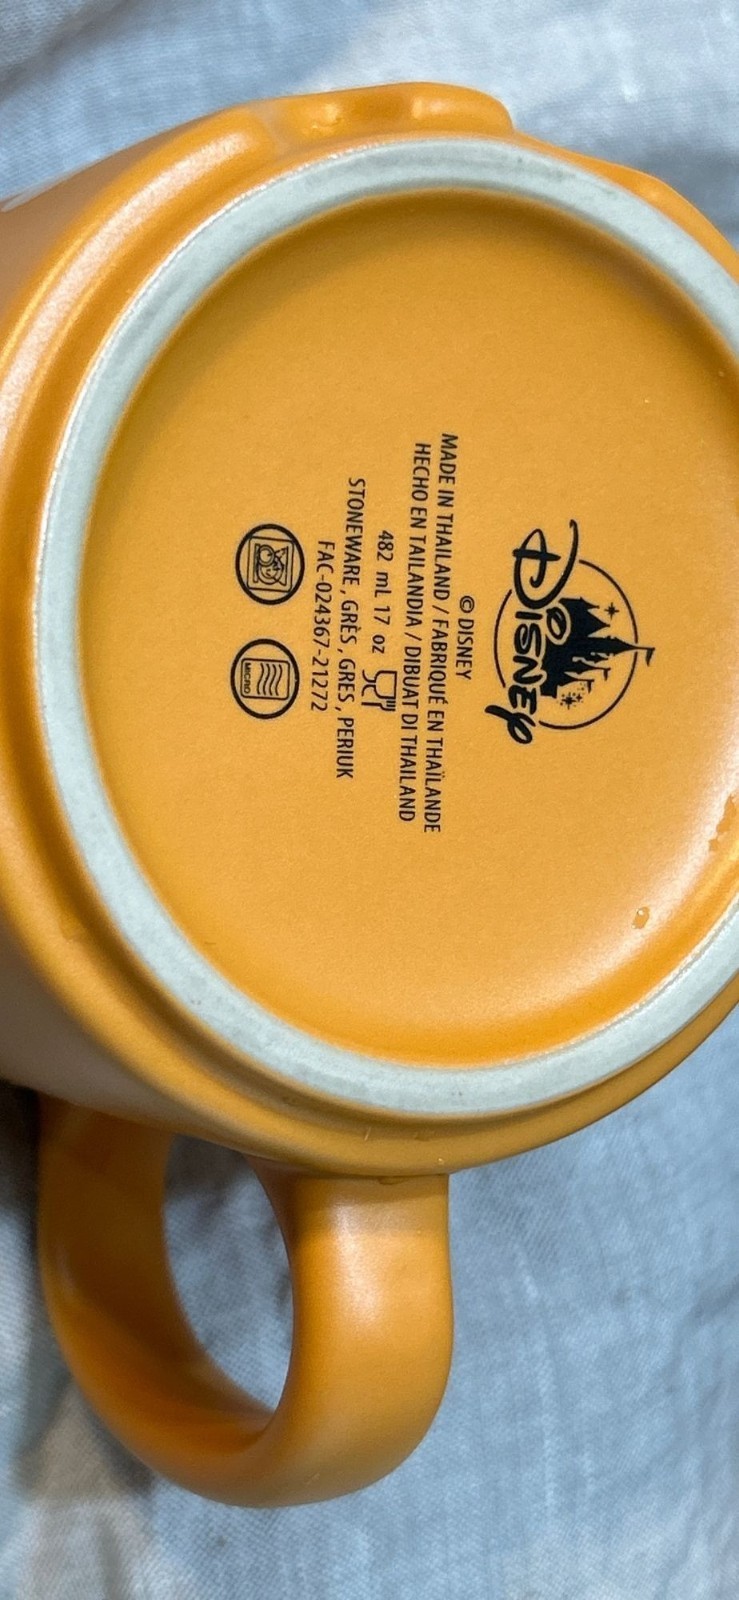 Disney
© DISNEY
MADE IN THAILAND / FABRIQUÉ EN THAÏLANDE
HECHO EN TAILANDIA / DIBUAT DI THAILAND
482 mL 17 oz
STONEWARE, GRÈS, GRES, PERIUK
FAC-024367-21272
MICRO